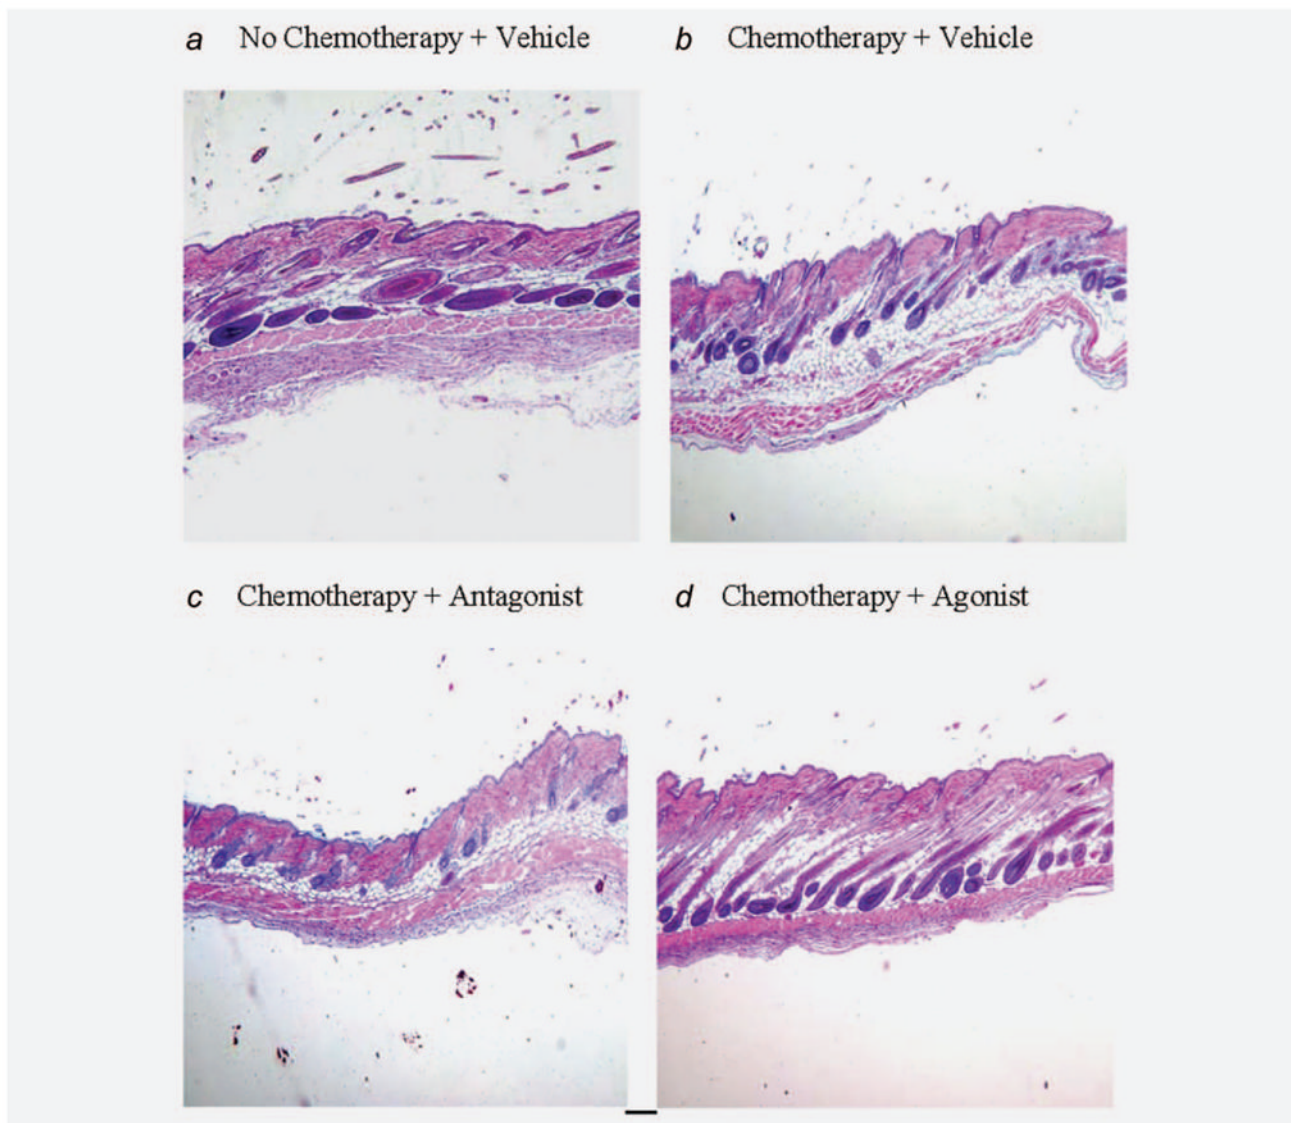 a No Chemotherapy + Vehicle
b Chemotherapy + Vehicle
c Chemotherapy + Antagonist
d Chemotherapy + Agonist